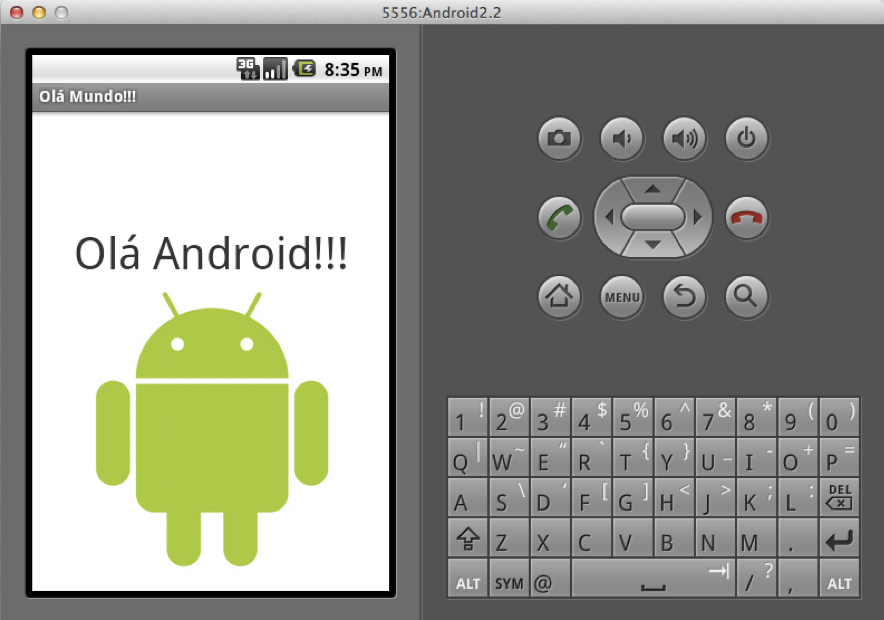 5556:Android2.2
3G 8:35 PM
Olá Mundo!!!
Olá Android!!!
MENU
1 ! 2 @ 3 # 4 $ 5 % 6 ^ 7 & 8 * 9 ( 0 )
Q | W ~ E “ R ` T { Y } U _ I - O + P =
A S \ D ‘ F [ G ] H < J > K ; L : DEL
Z X C V B N M .
ALT SYM @ / ? , ALT